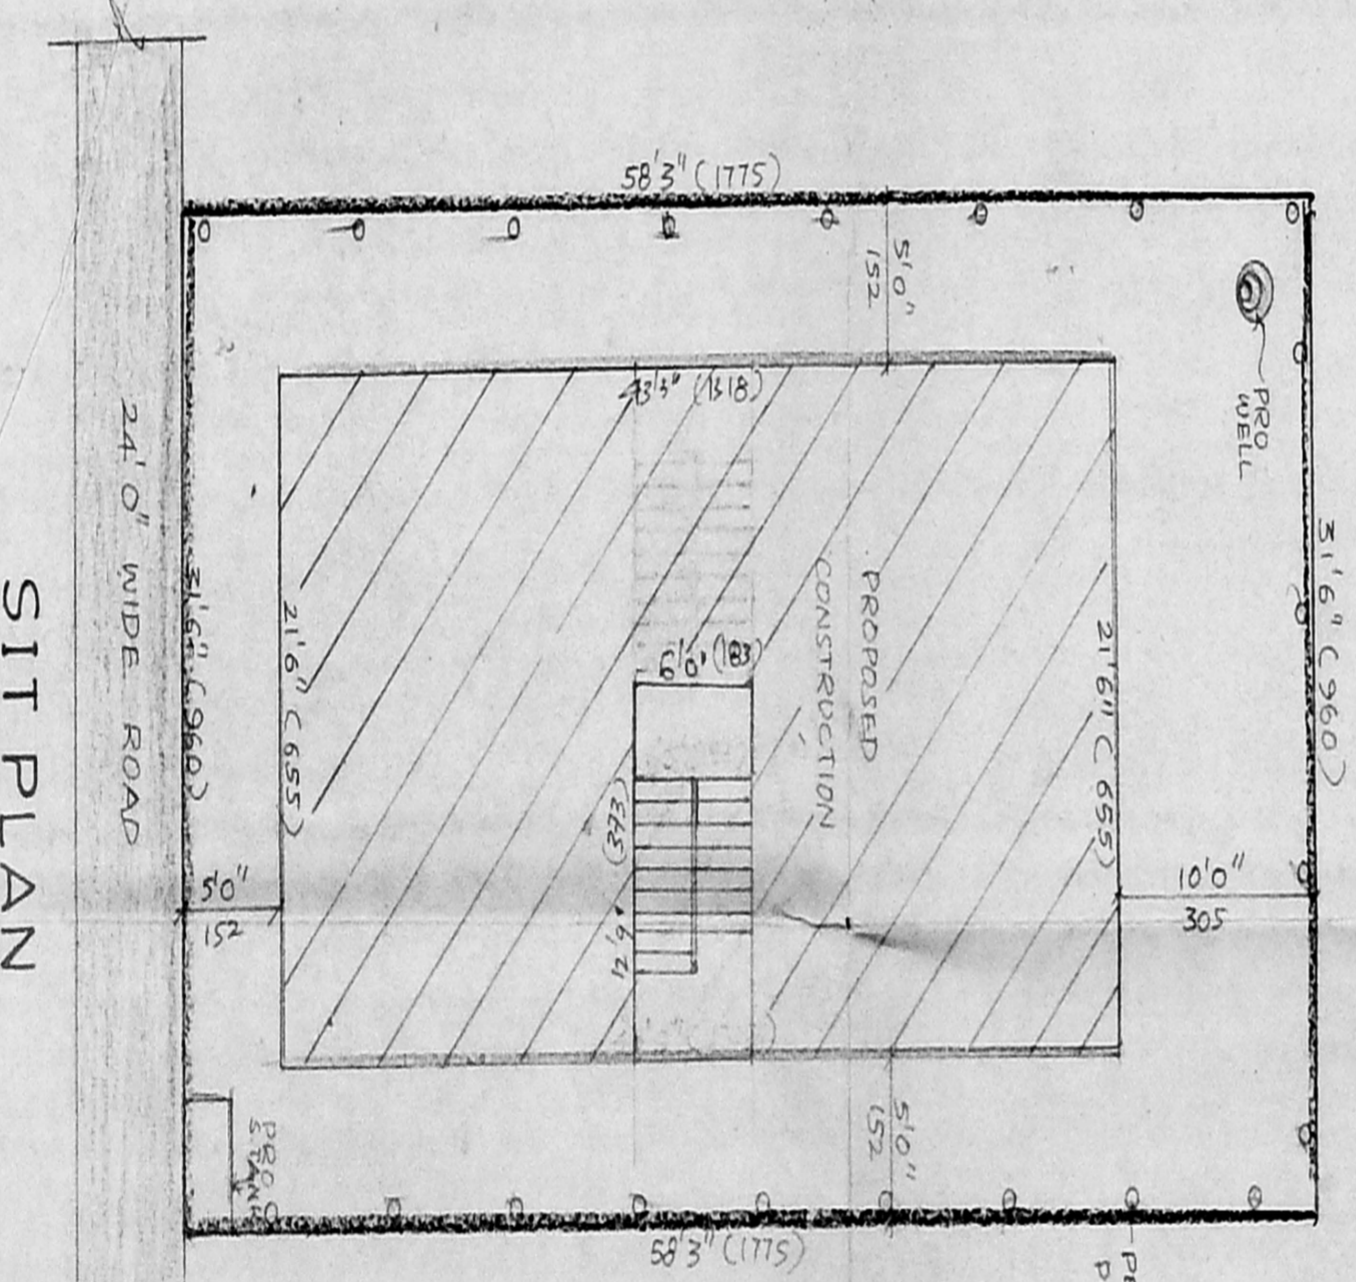 58'3" (1775)
5'0"
152
PRO
WELL
43'3" (1318)
24'0" WIDE ROAD
31'6" (960)
21'6" (655)
PROPOSED
CONSTRUCTION
21'6" (655)
31'6" (960)
6'0" (183)
12'9" (393)
5'0"
152
10'0"
305
SIT PLAN
5'0"
152
PRO
S.TANK
58'3" (1775)